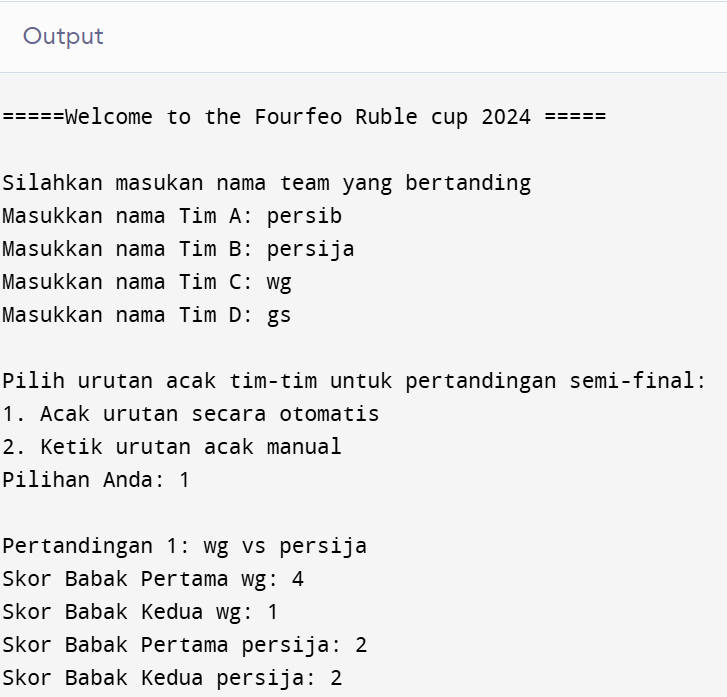 Output
=====Welcome to the Fourfeo Ruble cup 2024 =====
Silahkan masukan nama team yang bertanding
Masukkan nama Tim A: persib
Masukkan nama Tim B: persija
Masukkan nama Tim C: wg
Masukkan nama Tim D: gs
Pilih urutan acak tim-tim untuk pertandingan semi-final:
1. Acak urutan secara otomatis
2. Ketik urutan acak manual
Pilihan Anda: 1
Pertandingan 1: wg vs persija
Skor Babak Pertama wg: 4
Skor Babak Kedua wg: 1
Skor Babak Pertama persija: 2
Skor Babak Kedua persija: 2